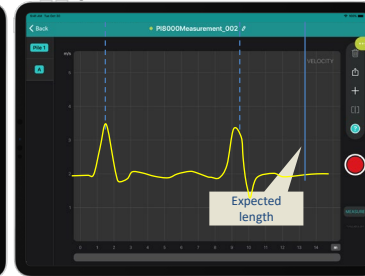 Back
PI8000Measurement_002
Pile 1
A
m/s
VELOCITY
Expected
length
0 1 2 3 4 5 6 7 8 9 10 11 12 13 14
MEASURE